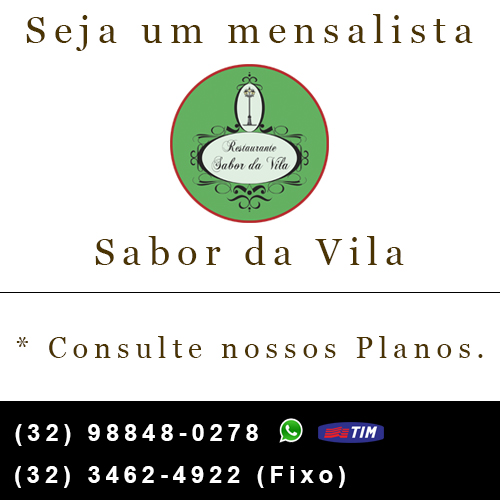 Seja um mensalista
Restaurante
Sabor da Vila
Sabor da Vila
* Consulte nossos Planos.
(32) 98848-0278 TIM
(32) 3462-4922 (Fixo)